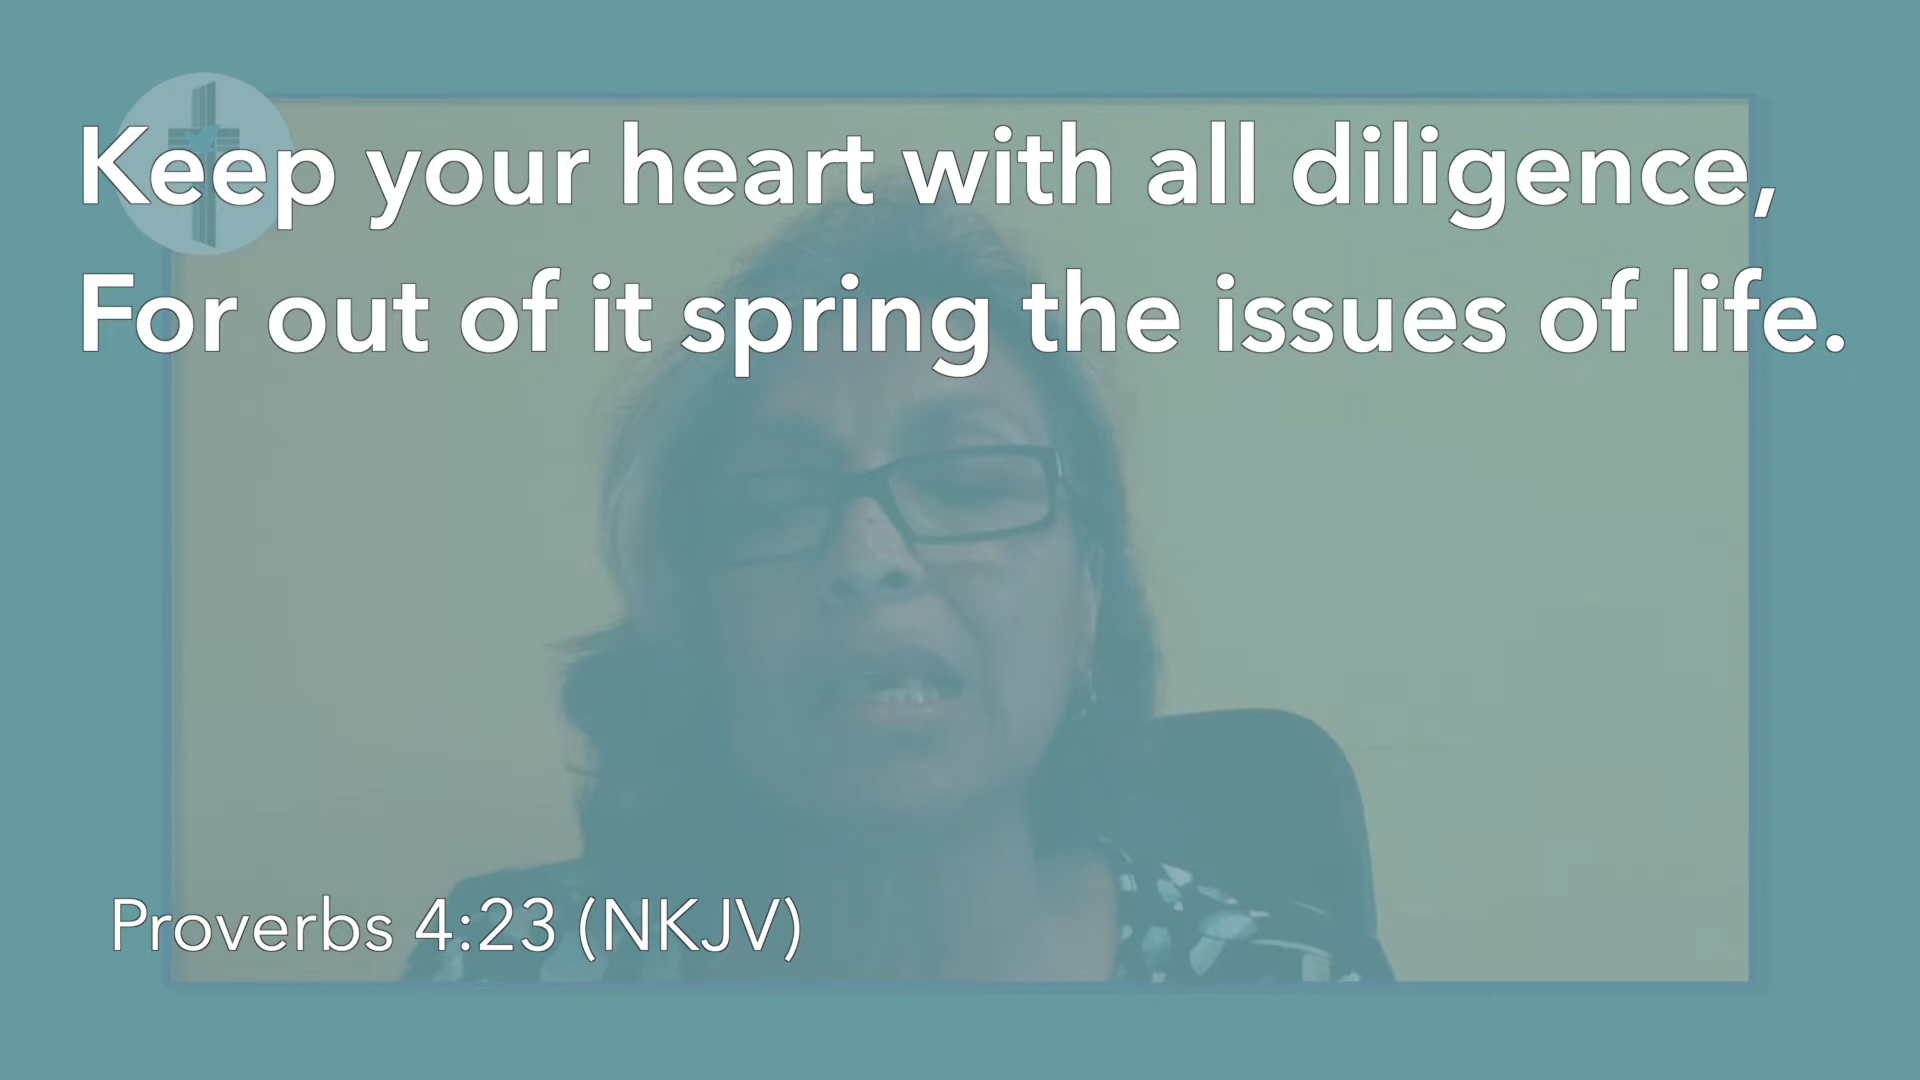 Keep your heart with all diligence,
For out of it spring the issues of life.
Proverbs 4:23 (NKJV)